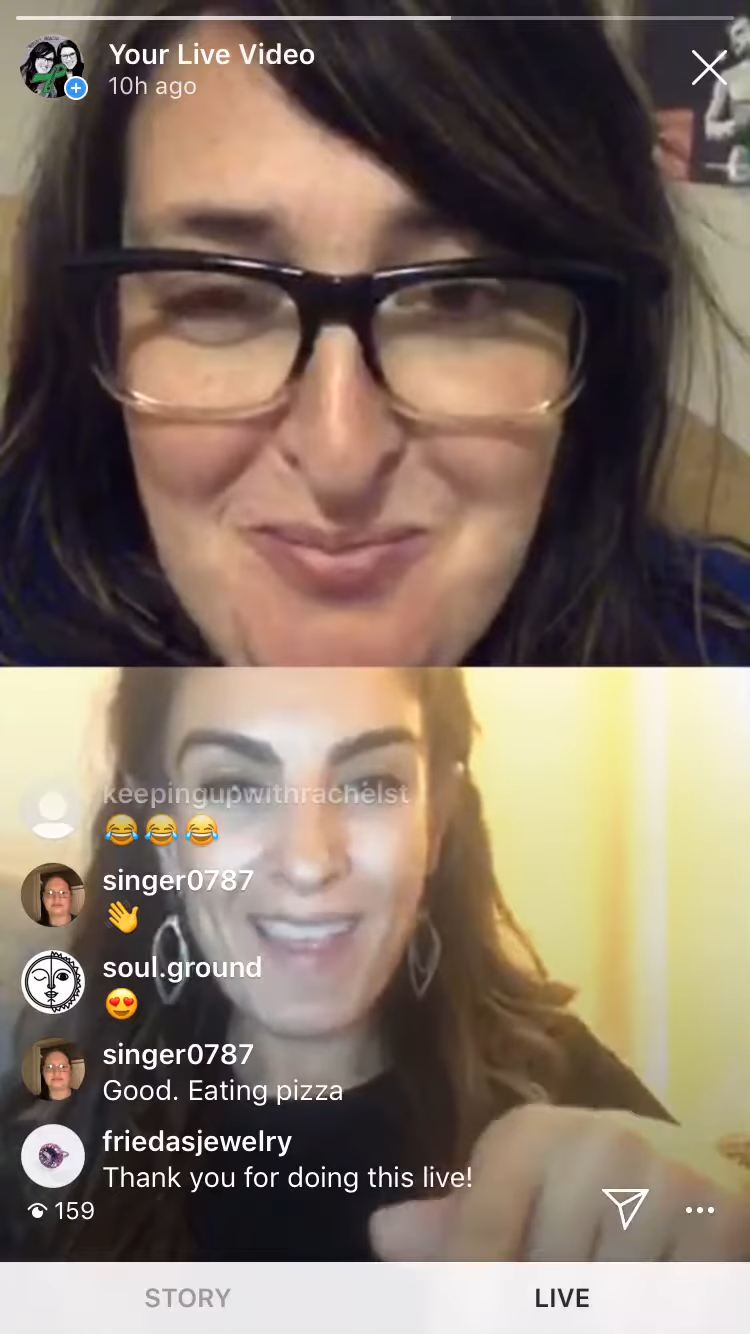 Your Live Video
10h ago
keepingupwithrachelst
😂😂😂
singer0787
👋
soul.ground
😍
singer0787
Good. Eating pizza
friedasjewelry
Thank you for doing this live!
159
STORY
LIVE